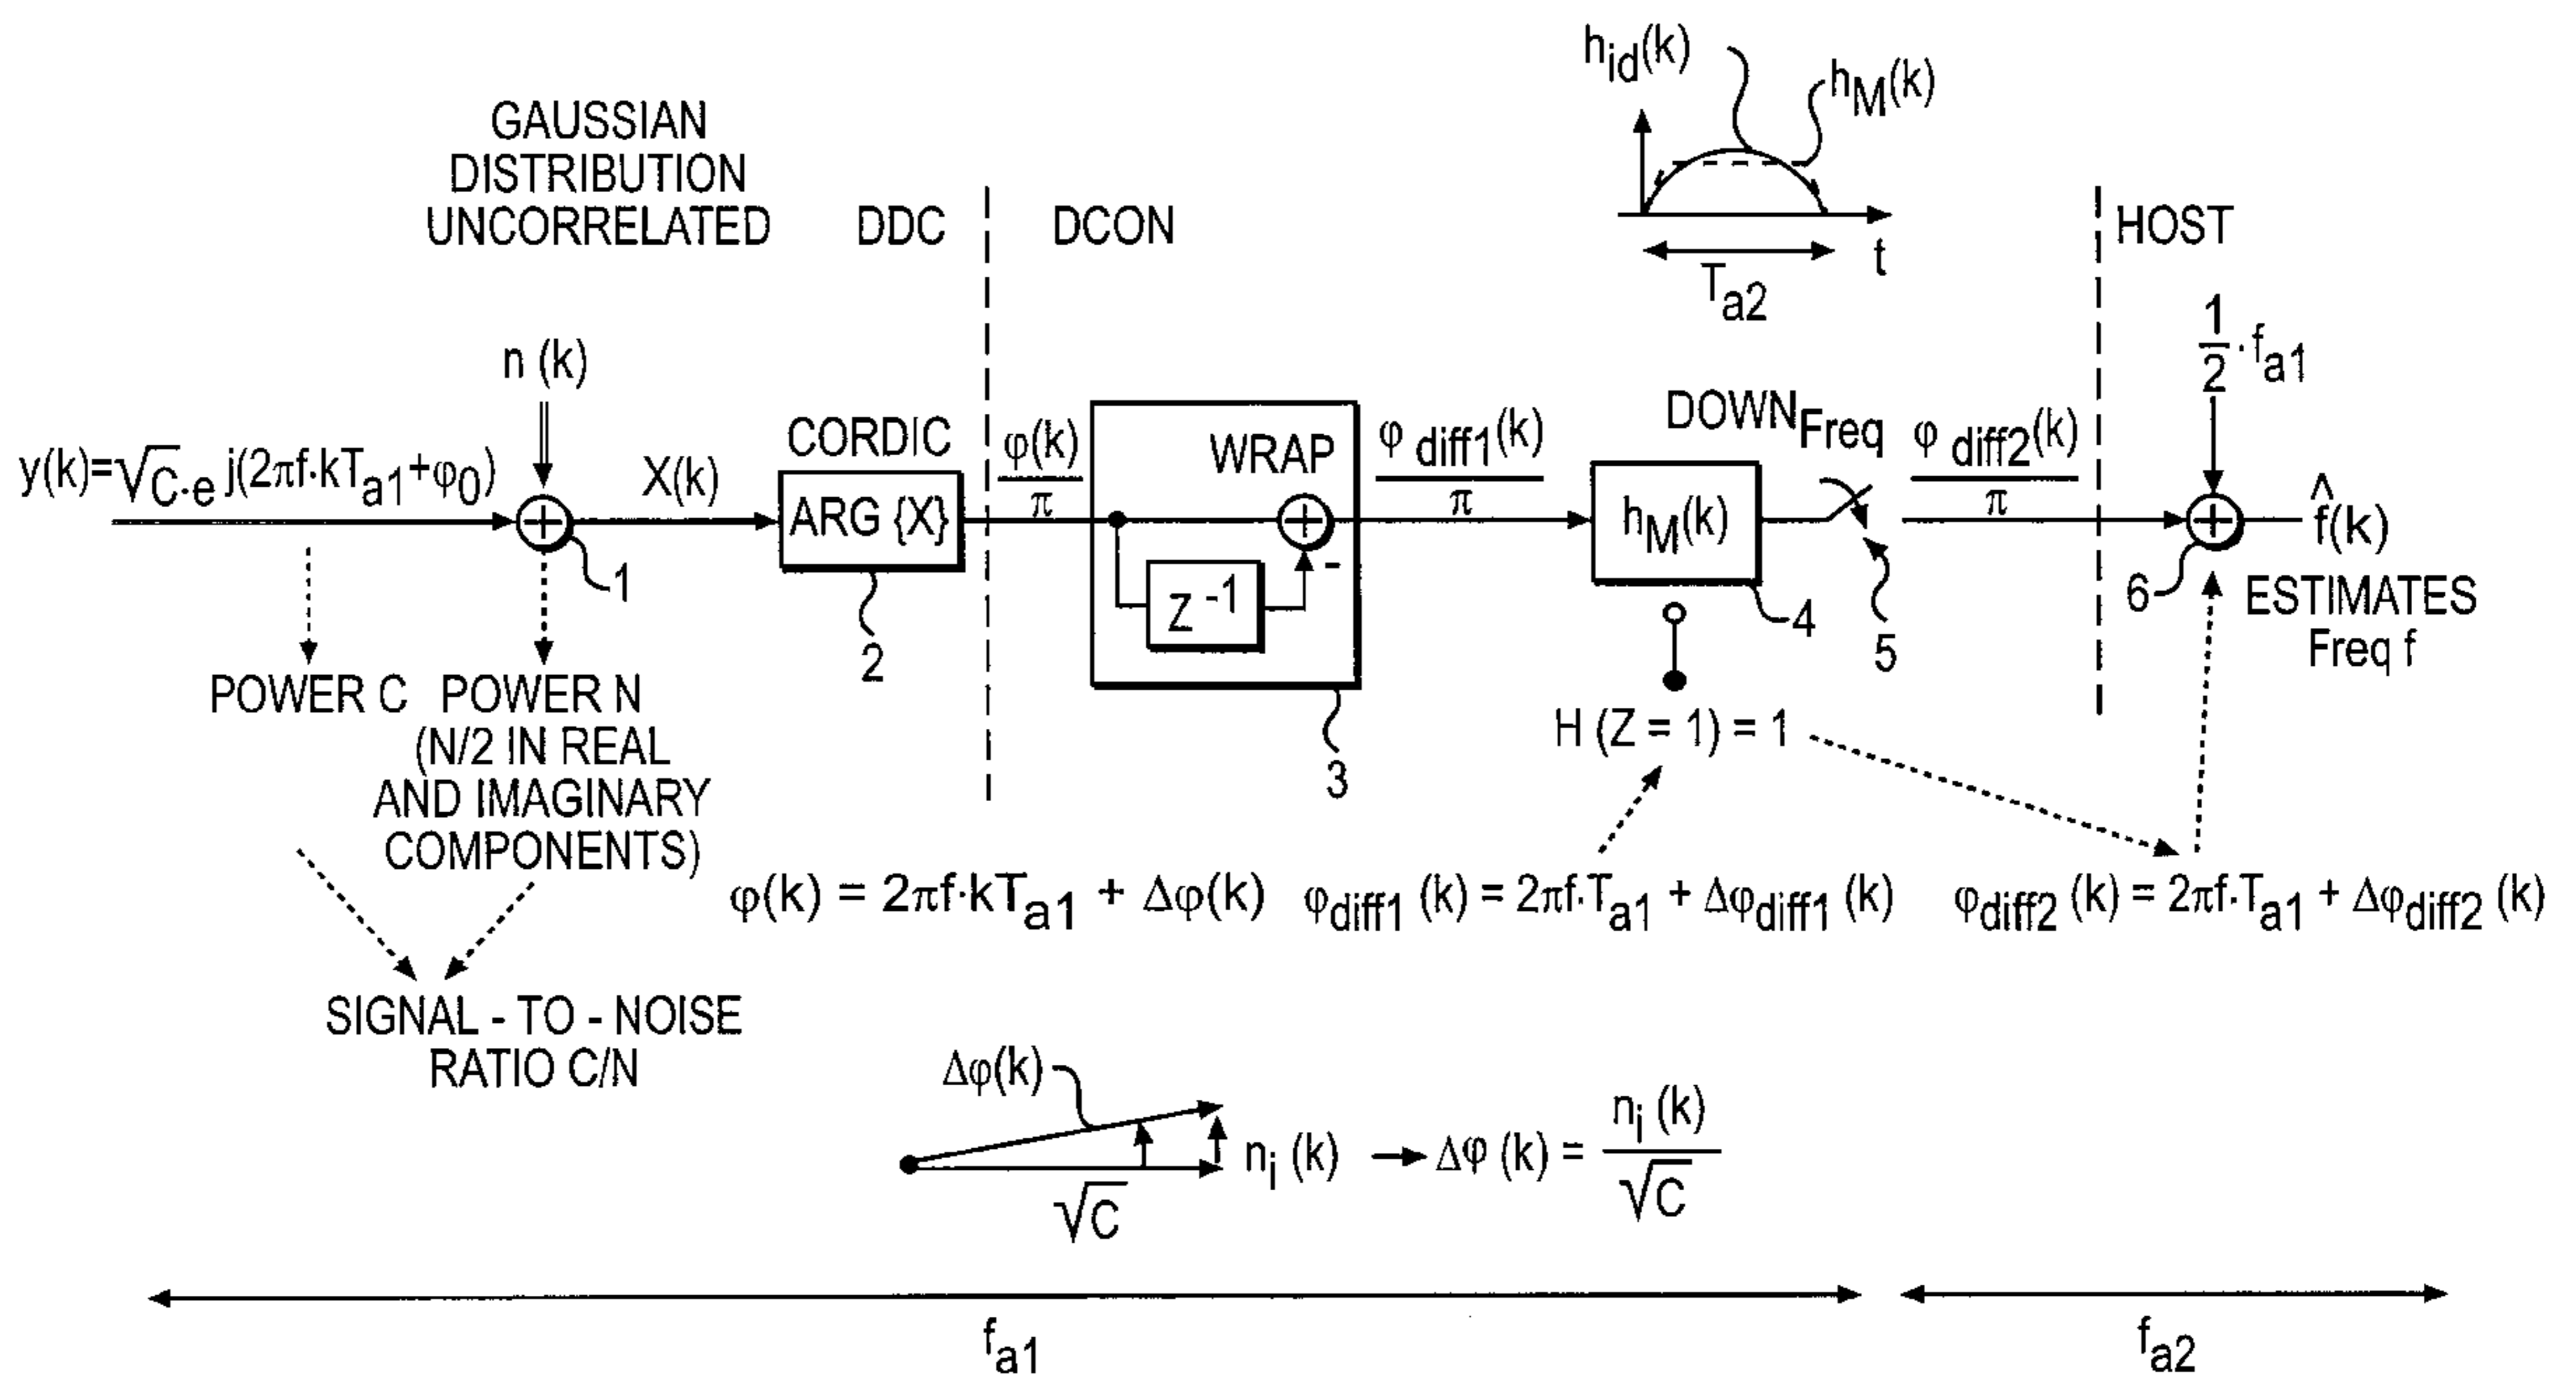 h_id(k)
h_M(k)
t
T_a2
GAUSSIAN
DISTRIBUTION
UNCORRELATED
DDC
DCON
HOST
n (k)
y(k)=√C·e j(2πf·kT_a1+φ_0)
X(k)
1
CORDIC
ARG {X}
2
φ(k)/π
WRAP
Z^-1
-
3
φ_diff1(k)/π
h_M(k)
4
DOWN_Freq
5
φ_diff2(k)/π
1/2 · f_a1
6
f̂(k)
ESTIMATES
Freq f
POWER C
POWER N
(N/2 IN REAL
AND IMAGINARY
COMPONENTS)
SIGNAL - TO - NOISE
RATIO C/N
H (Z = 1) = 1
φ(k) = 2πf·kT_a1 + Δφ(k)
φ_diff1 (k) = 2πf·T_a1 + Δφ_diff1 (k)
φ_diff2 (k) = 2πf·T_a1 + Δφ_diff2 (k)
Δφ(k)
√C
n_i (k) → Δφ (k) = n_i (k)/√C
f_a1
f_a2